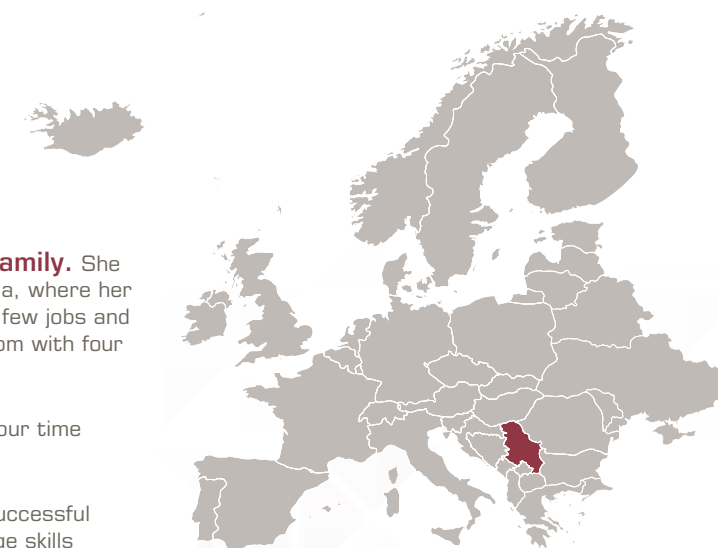 amily. She
a, where her
few jobs and
om with four
our time
uccessful
ge skills